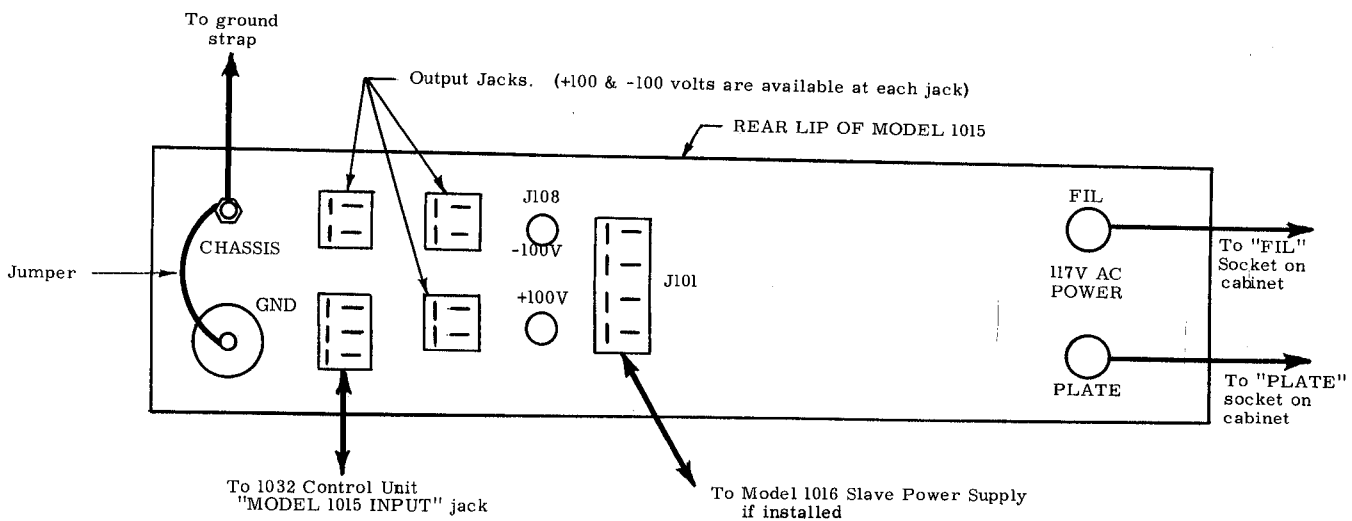 To ground
strap
Output Jacks. (+100 & -100 volts are available at each jack)
REAR LIP OF MODEL 1015
J108
FIL
CHASSIS
-100V
To "FIL"
Socket on
cabinet
Jumper
117V AC
POWER
J101
GND
+100V
PLATE
To "PLATE"
socket on
cabinet
To 1032 Control Unit
"MODEL 1015 INPUT" jack
To Model 1016 Slave Power Supply
if installed